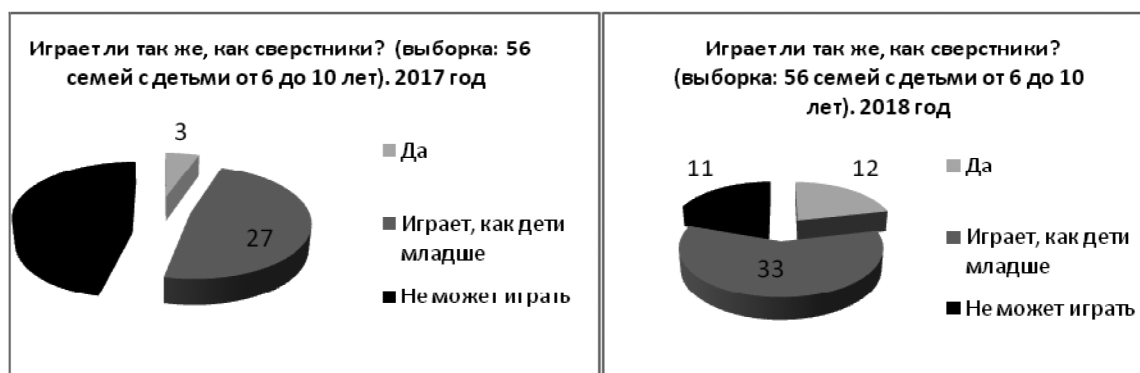 Играет ли так же, как сверстники? (выборка: 56
семей с детьми от 6 до 10 лет). 2017 год
3
27
Да
Играет, как дети
младше
Не может играть
Играет ли так же, как сверстники?
(выборка: 56 семей с детьми от 6 до 10
лет). 2018 год
11
12
33
Да
Играет, как дети
младше
Не может играть